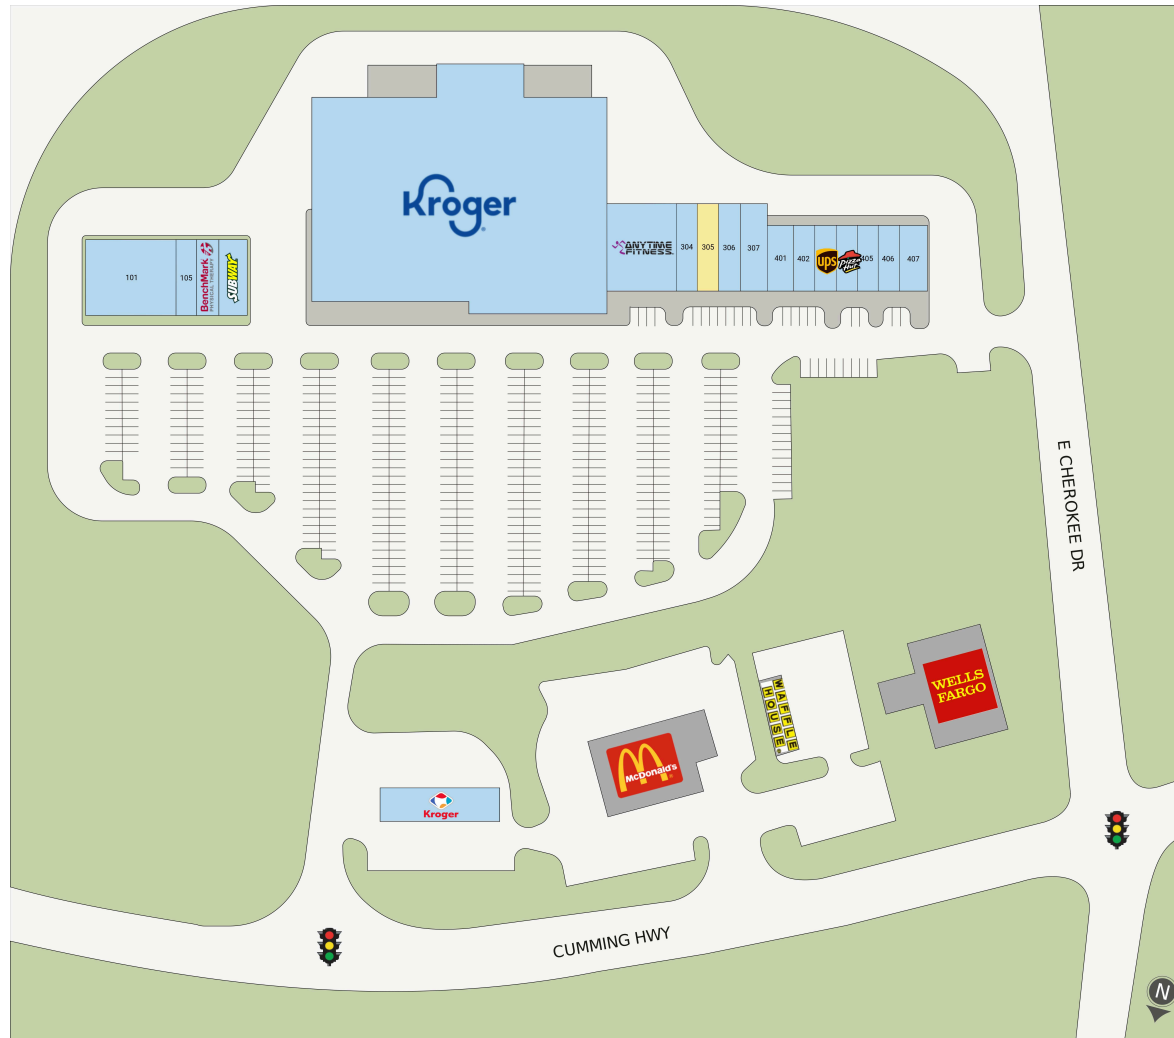 Kroger
ANYTIME
FITNESS
304
305
306
307
401
402
ups
Pizza
Hut
405
406
407
101
105
BenchMark
PHYSICAL THERAPY
SUBWAY
E CHEROKEE DR
WELLS
FARGO
WAFFLE
HOUSE
McDonald's
Kroger
CUMMING HWY
N